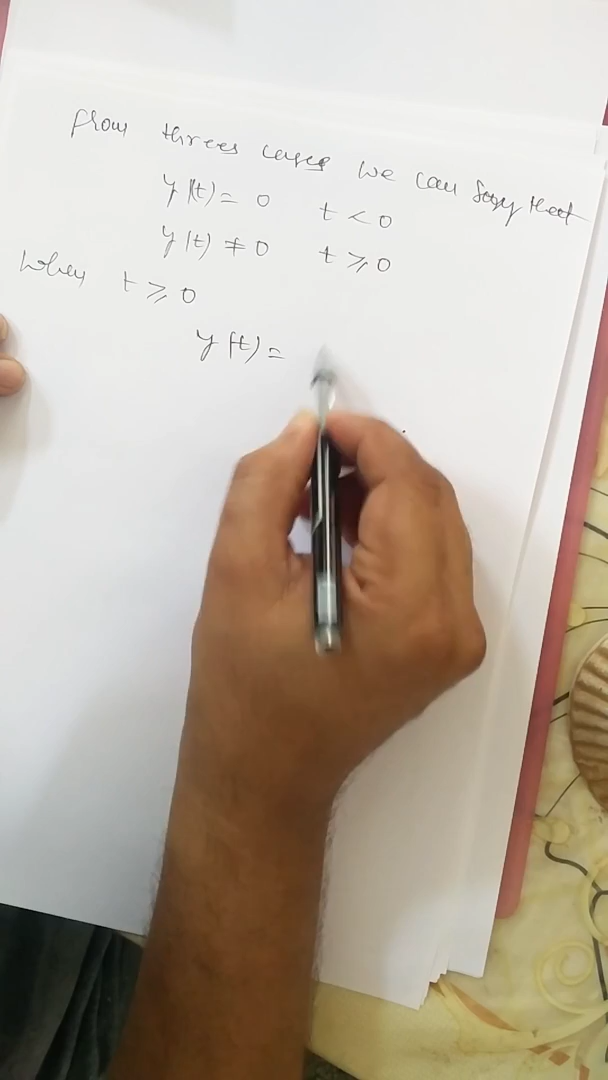 from threes cases we can say that
y(t) = 0 t < 0
y(t) ≠ 0 t ≥ 0
when t ≥ 0
y(t) =